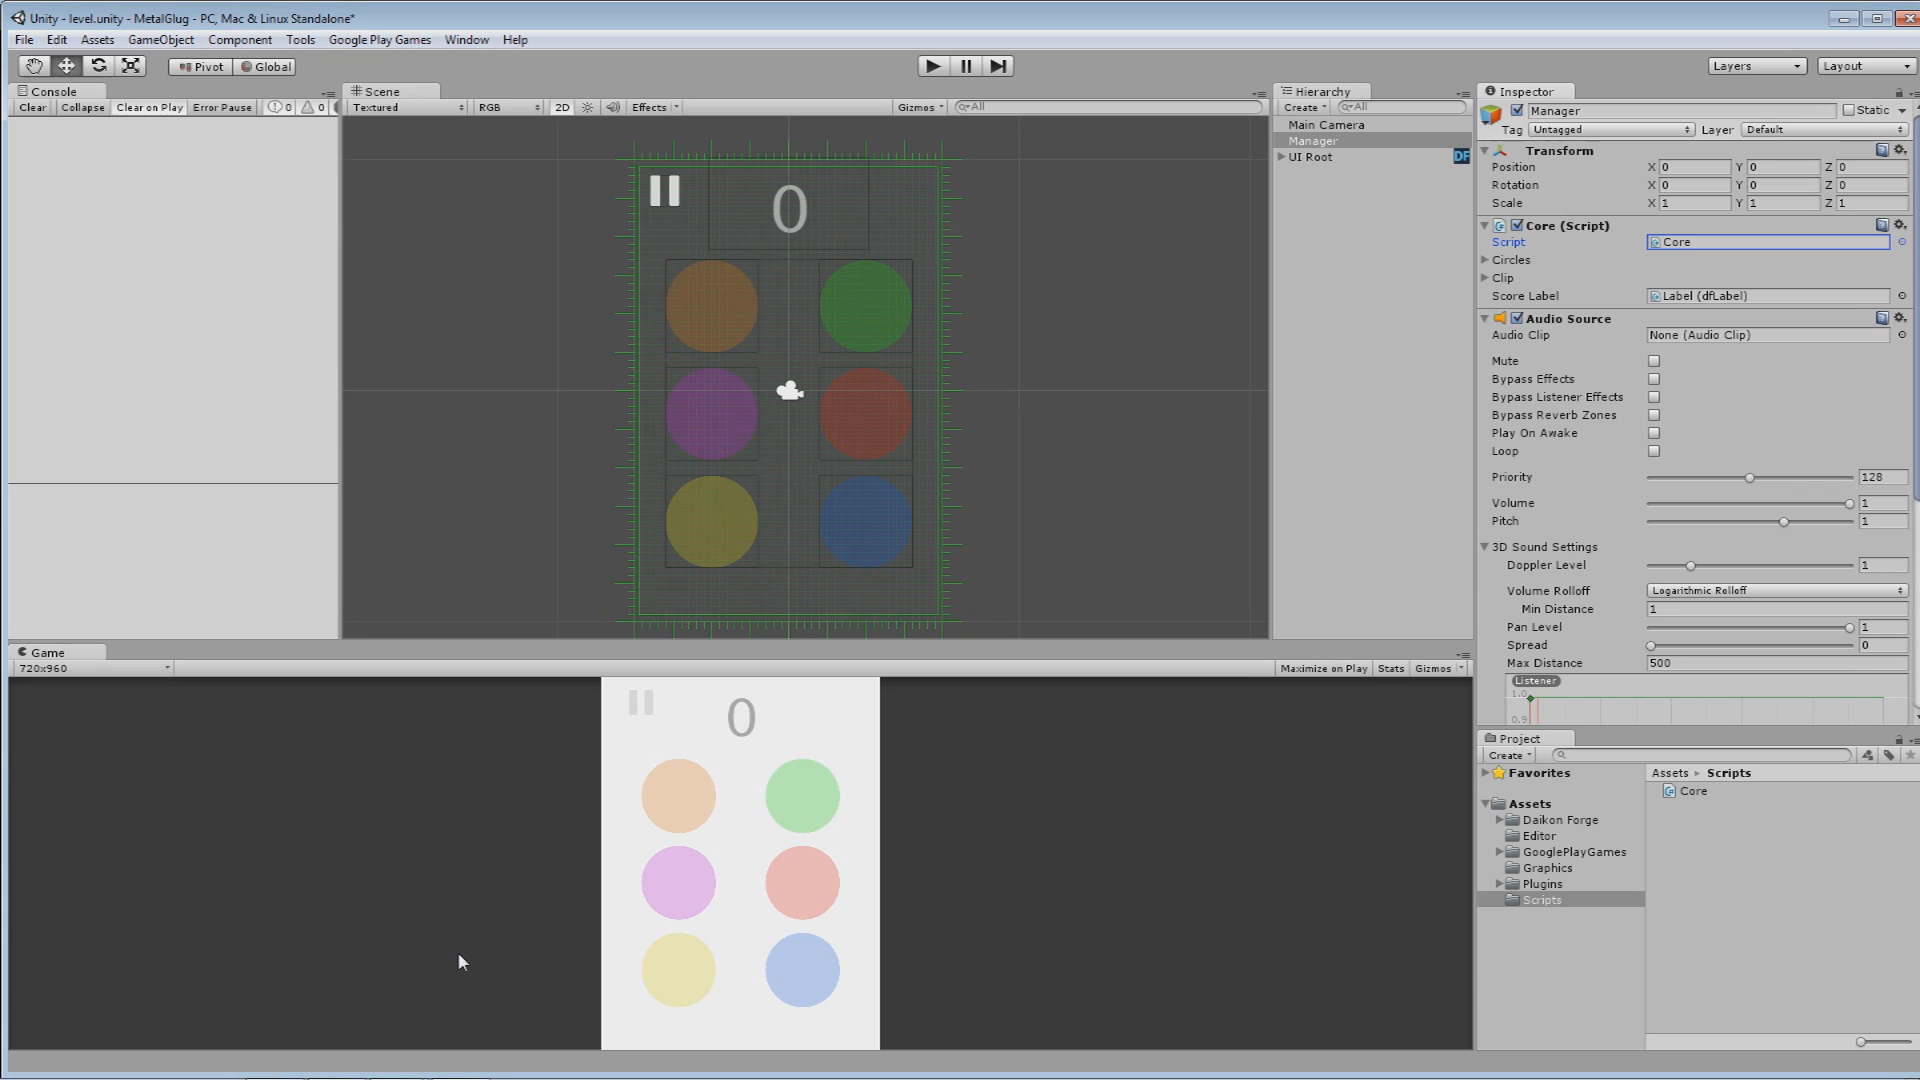 Unity - level.unity - MetalGlug - PC, Mac & Linux Standalone*
File Edit Assets GameObject Component Tools Google Play Games Window Help
Pivot Global Layers Layout
Console
Clear Collapse Clear on Play Error Pause 0 0
Scene
Textured RGB 2D Effects Gizmos All
0
Hierarchy
Create All
Main Camera
Manager
UI Root DF
Inspector
Manager Static
Tag Untagged Layer Default
Transform
Position X 0 Y 0 Z 0
Rotation X 0 Y 0 Z 0
Scale X 1 Y 1 Z 1
Core (Script)
Script Core
Circles
Clip
Score Label Label (dfLabel)
Audio Source
Audio Clip None (Audio Clip)
Mute
Bypass Effects
Bypass Listener Effects
Bypass Reverb Zones
Play On Awake
Loop
Priority 128
Volume 1
Pitch 1
3D Sound Settings
Doppler Level 1
Volume Rolloff Logarithmic Rolloff
Min Distance 1
Pan Level 1
Spread 0
Max Distance 500
Listener
1.0
0.9
Game
720x960 Maximize on Play Stats Gizmos
0
Project
Create
Favorites
Assets
Daikon Forge
Editor
GooglePlayGames
Graphics
Plugins
Scripts
Assets Scripts
Core